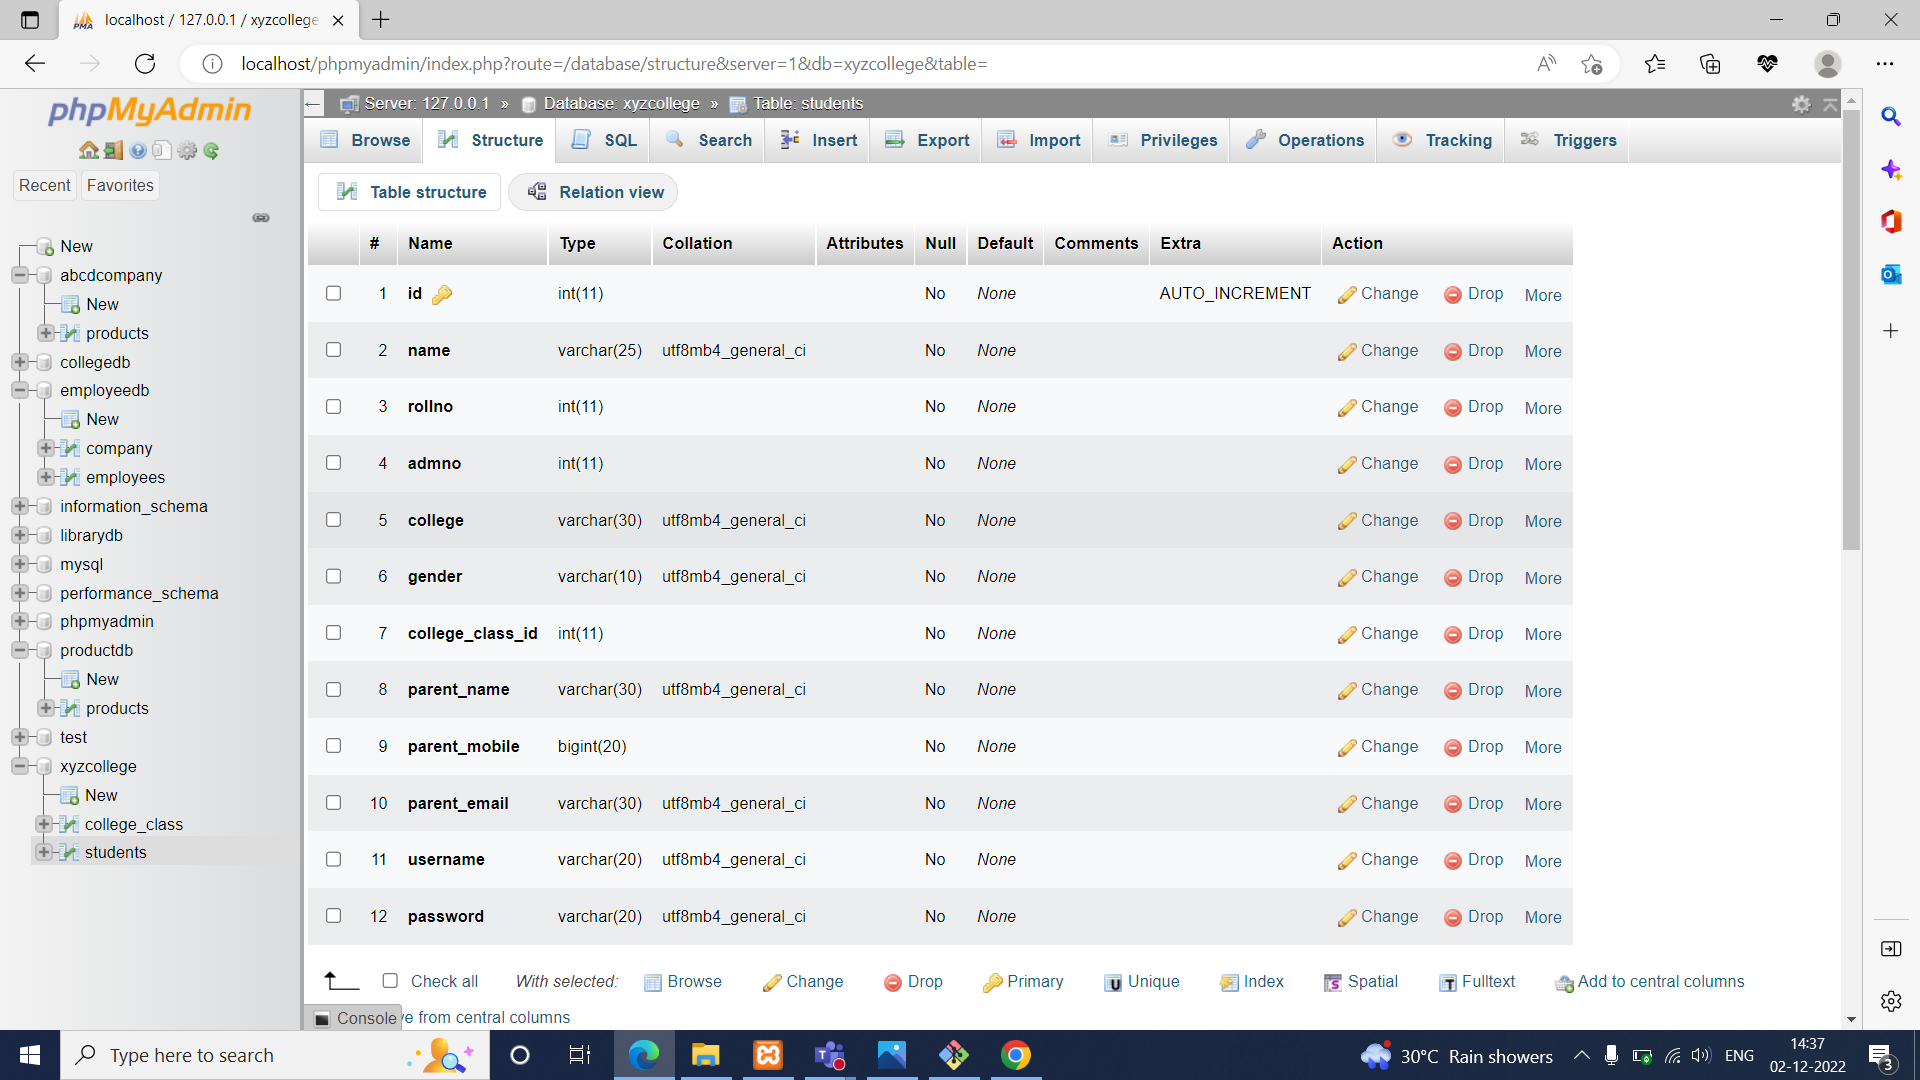 localhost / 127.0.0.1 / xyzcollege
localhost/phpmyadmin/index.php?route=/database/structure&server=1&db=xyzcollege&table=
phpMyAdmin
Recent Favorites
New
abcdcompany
New
products
collegedb
employeedb
New
company
employees
information_schema
librarydb
mysql
performance_schema
phpmyadmin
productdb
New
products
test
xyzcollege
New
college_class
students
Server: 127.0.0.1 » Database: xyzcollege » Table: students
Browse Structure SQL Search Insert Export Import Privileges Operations Tracking Triggers
Table structure Relation view
# Name Type Collation Attributes Null Default Comments Extra Action
1 id int(11) No None AUTO_INCREMENT Change Drop More
2 name varchar(25) utf8mb4_general_ci No None Change Drop More
3 rollno int(11) No None Change Drop More
4 admno int(11) No None Change Drop More
5 college varchar(30) utf8mb4_general_ci No None Change Drop More
6 gender varchar(10) utf8mb4_general_ci No None Change Drop More
7 college_class_id int(11) No None Change Drop More
8 parent_name varchar(30) utf8mb4_general_ci No None Change Drop More
9 parent_mobile bigint(20) No None Change Drop More
10 parent_email varchar(30) utf8mb4_general_ci No None Change Drop More
11 username varchar(20) utf8mb4_general_ci No None Change Drop More
12 password varchar(20) utf8mb4_general_ci No None Change Drop More
Check all With selected: Browse Change Drop Primary Unique Index Spatial Fulltext Add to central columns
Console ve from central columns
Type here to search
30°C Rain showers
ENG
14:37
02-12-2022
3